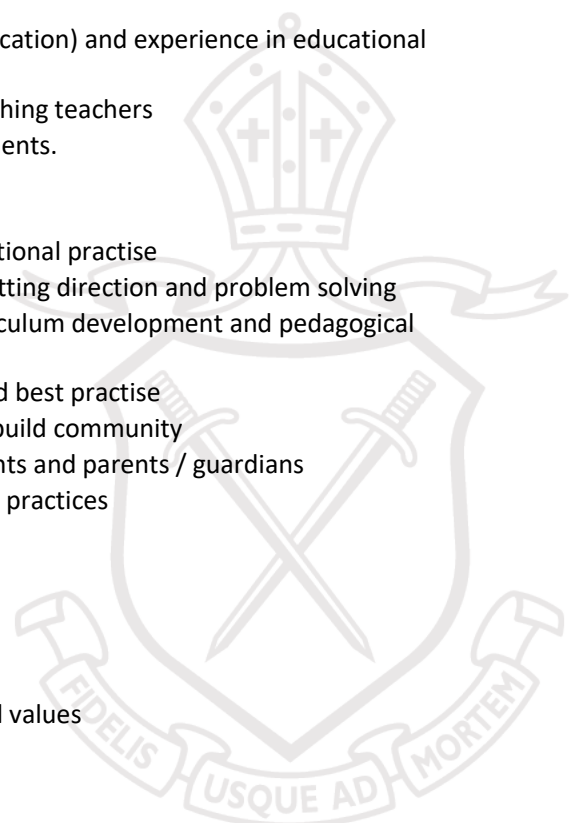 cation) and experience in educational
hing teachers
ents.
tional practise
tting direction and problem solving
iculum development and pedagogical
d best practise
build community
nts and parents / guardians
practices
l values
FIDELIS USQUE AD MORTEM